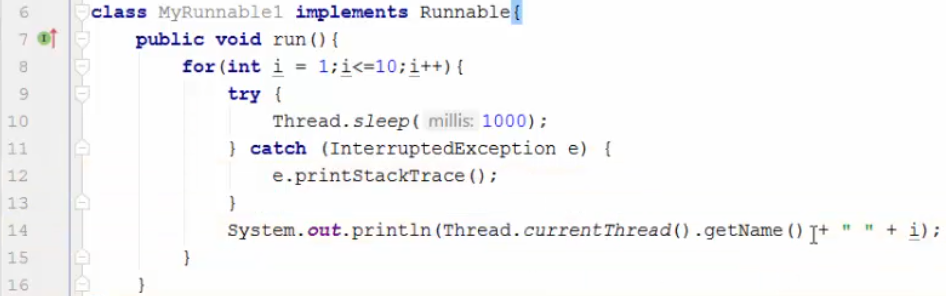 6 class MyRunnable1 implements Runnable{
7 public void run(){
8 for(int i = 1;i<=10;i++){
9 try {
10 Thread.sleep( millis: 1000);
11 } catch (InterruptedException e) {
12 e.printStackTrace();
13 }
14 System.out.println(Thread.currentThread().getName() + " " + i);
15 }
16 }